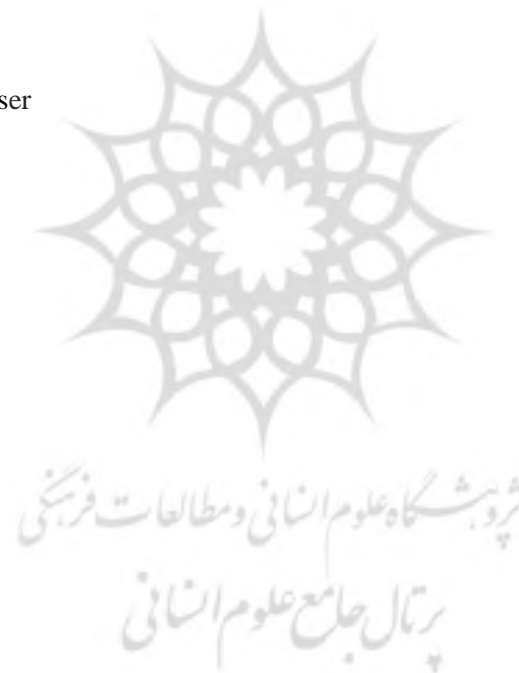 ser
پژوهشگاه علوم انسانی و مطالعات فرهنگی
پرتال جامع علوم انسانی